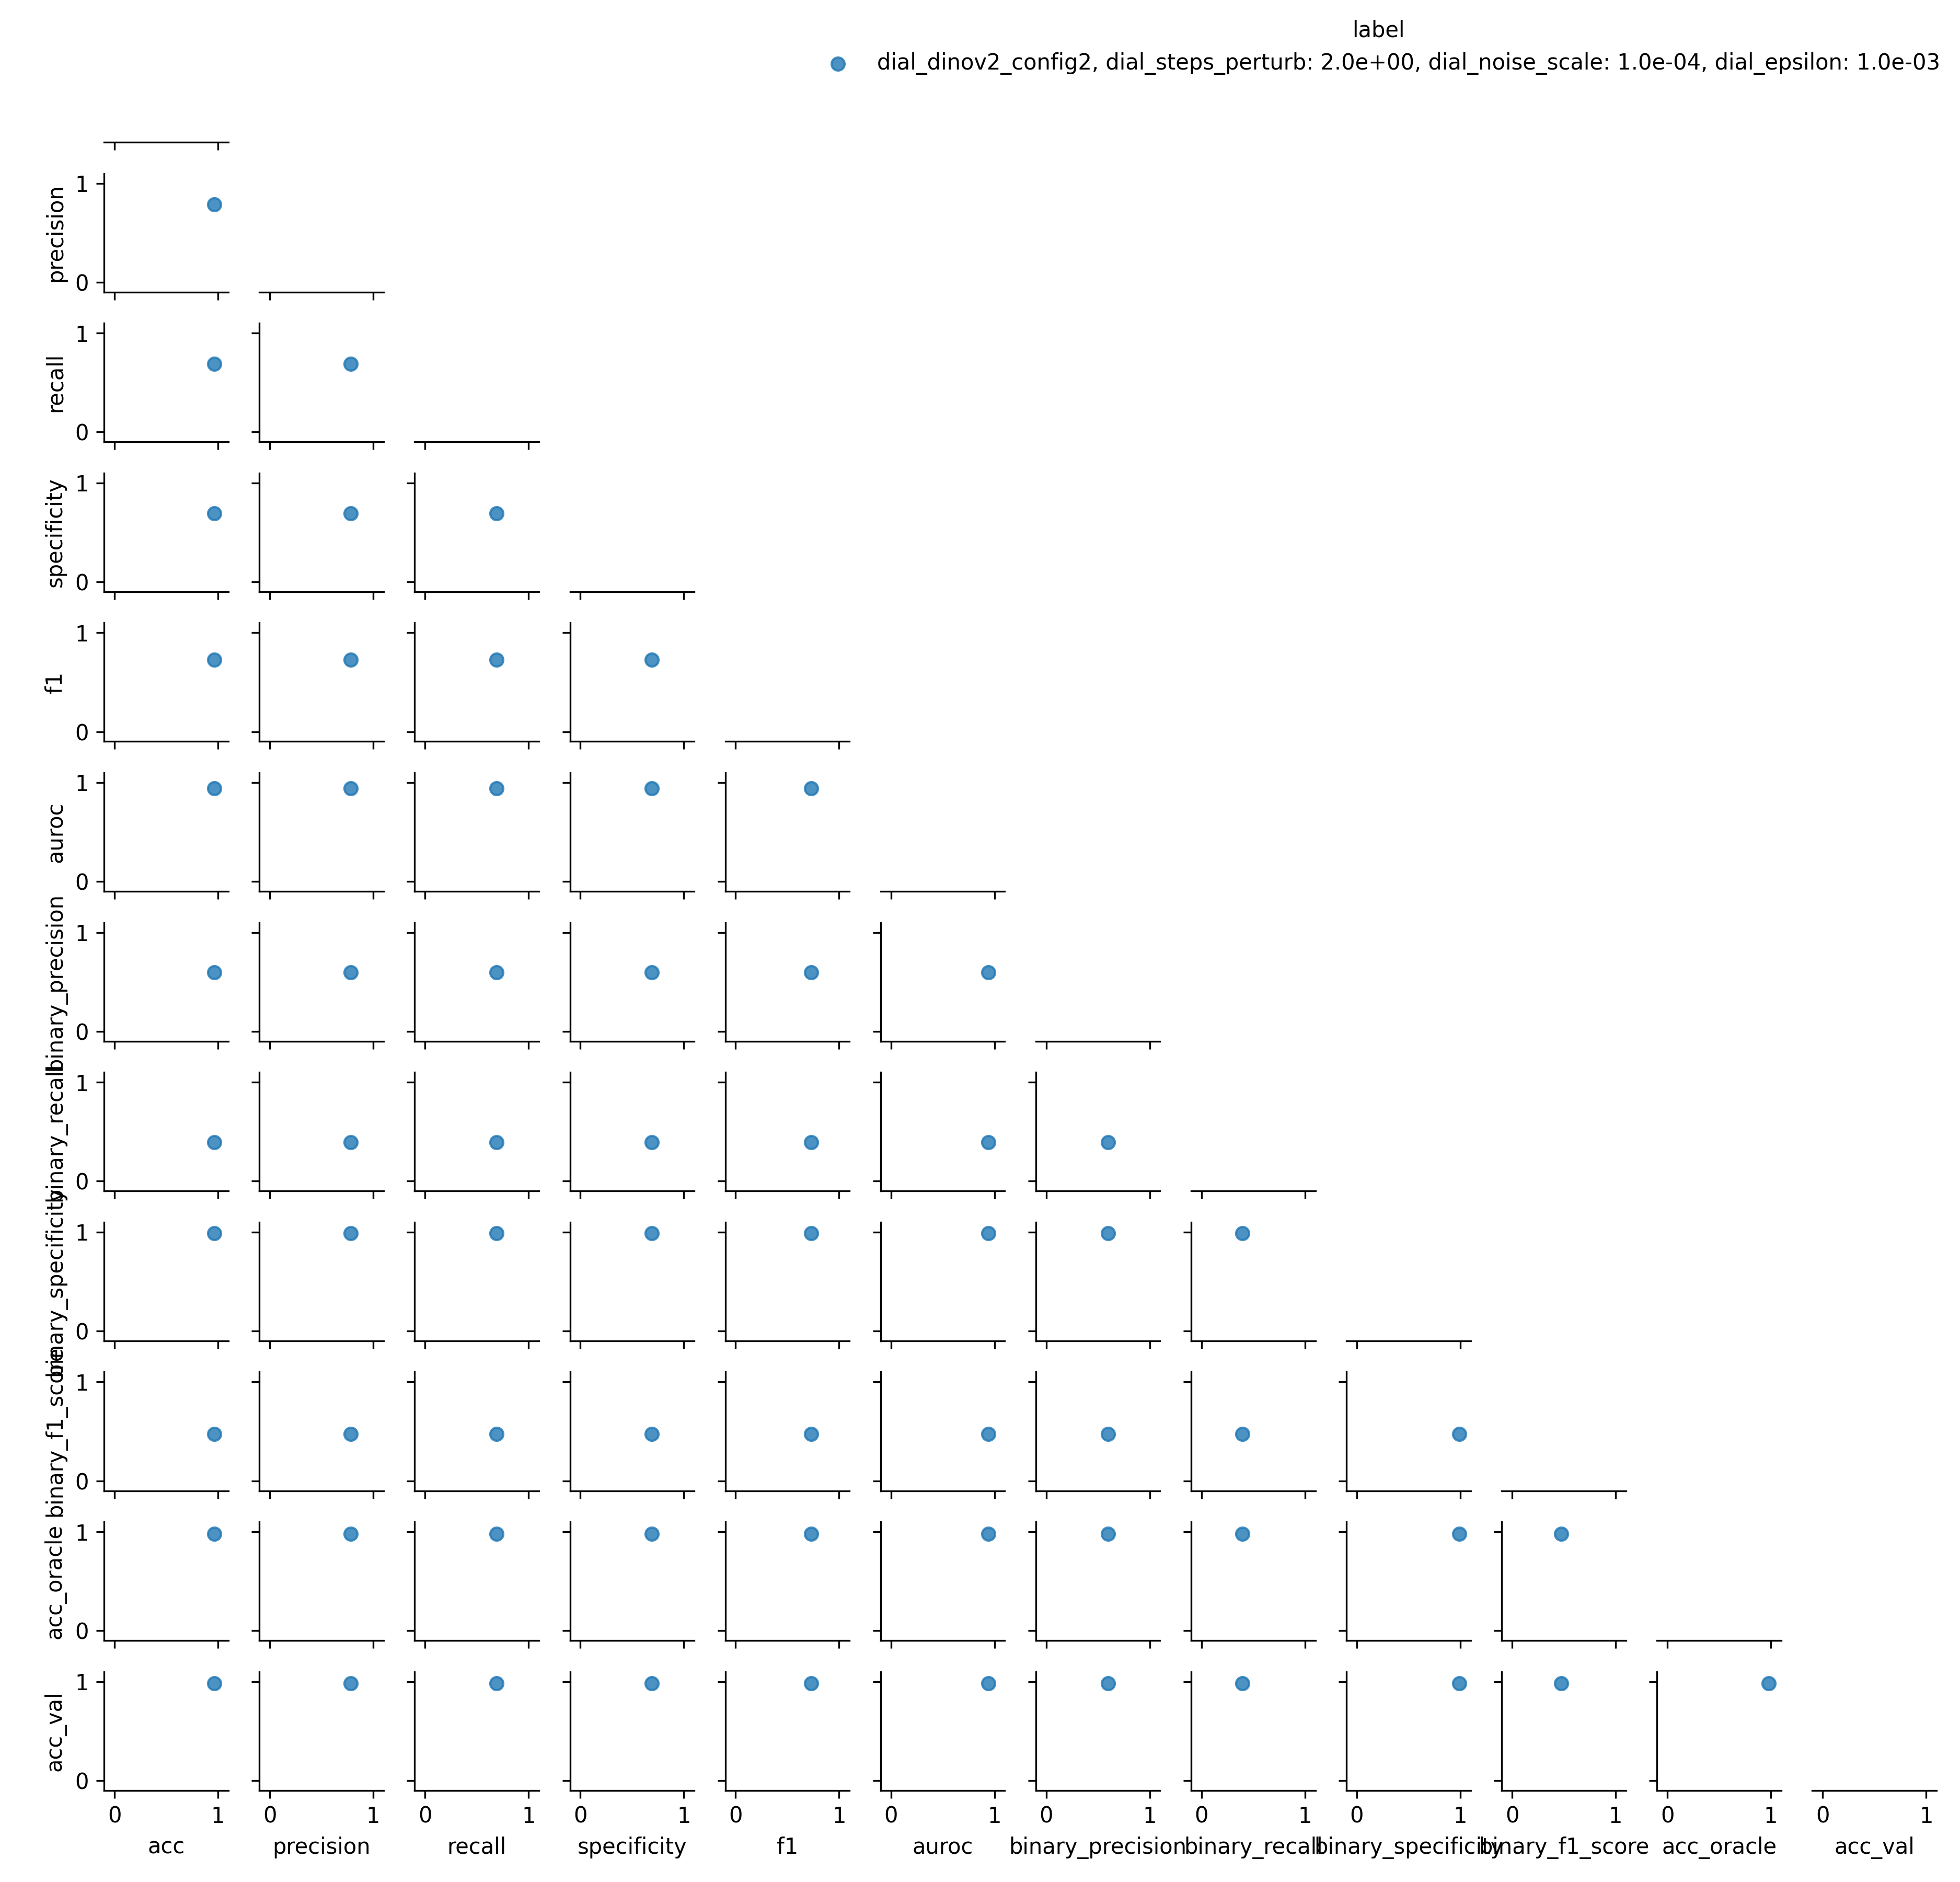 label
dial_dinov2_config2, dial_steps_perturb: 2.0e+00, dial_noise_scale: 1.0e-04, dial_epsilon: 1.0e-03
precision
1
0
recall
1
0
specificity
1
0
f1
1
0
auroc
1
0
binary_precision
1
0
binary_recall
1
0
binary_specificity
1
0
binary_f1_score
1
0
acc_oracle
1
0
acc_val
1
0
0 1 0 1 0 1 0 1 0 1 0 1 0 1 0 1 0 1 0 1 0 1 0 1
acc precision recall specificity f1 auroc binary_precision binary_recall binary_specificity binary_f1_score acc_oracle acc_val